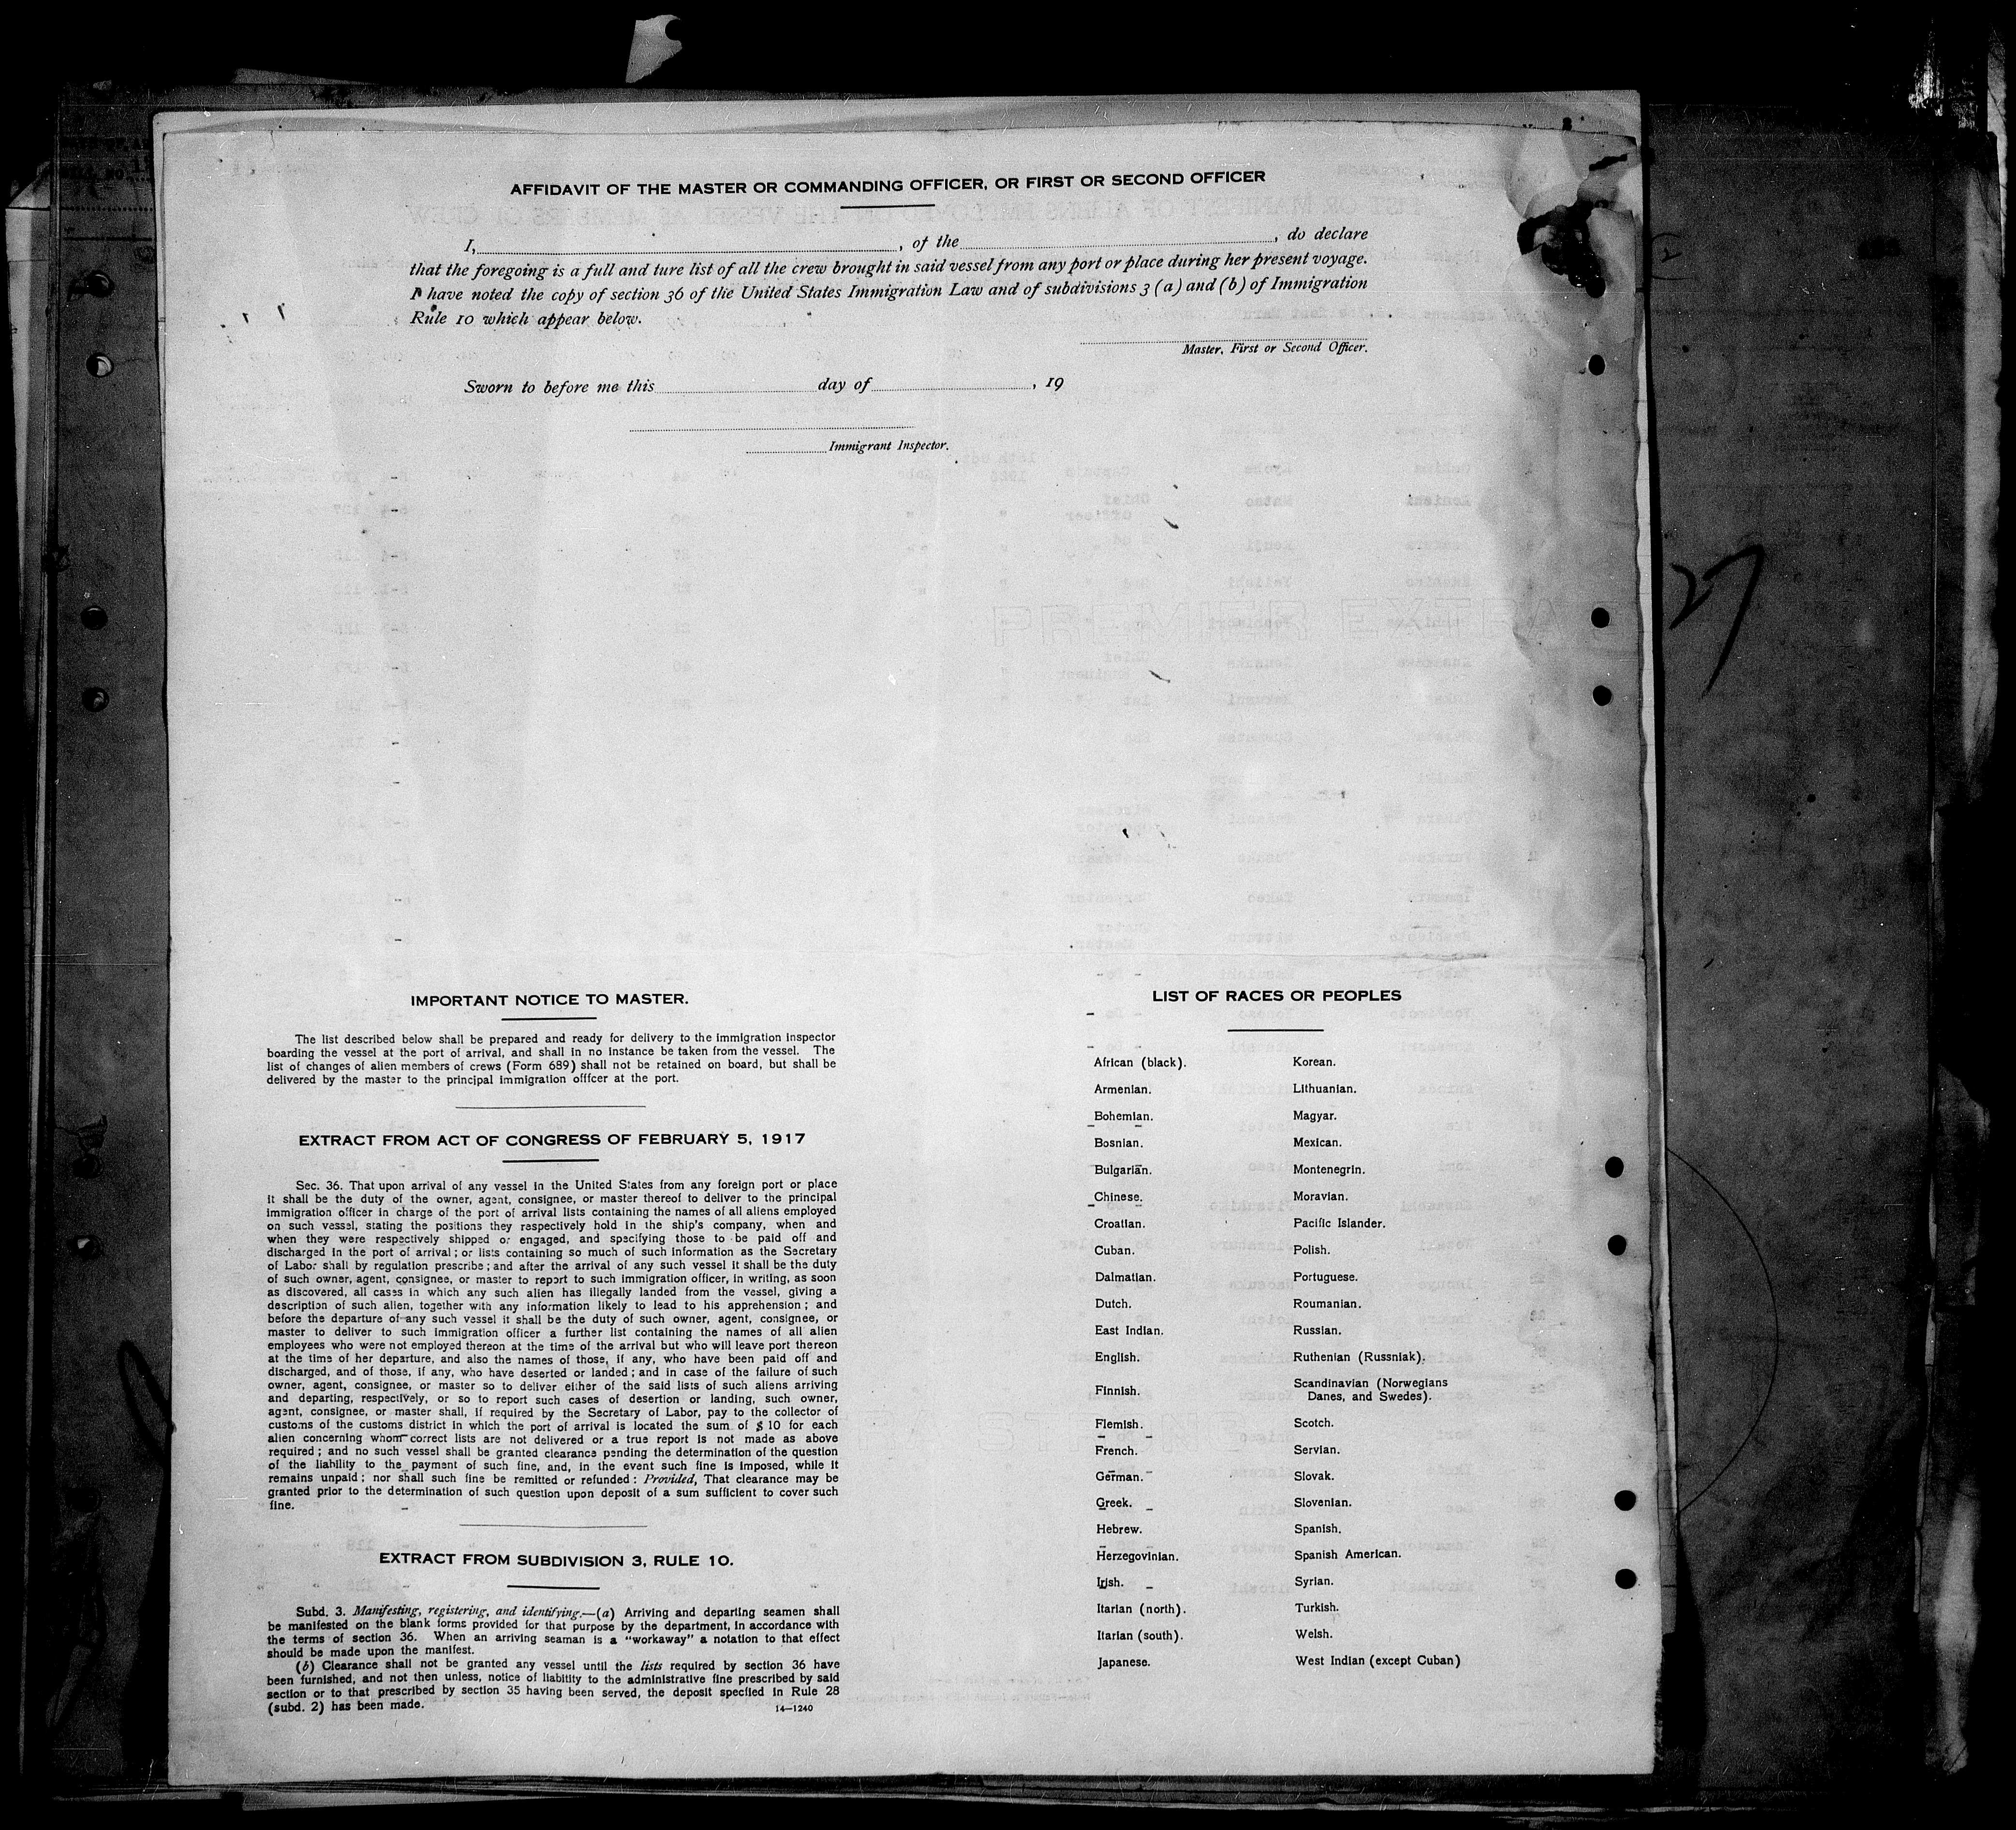 AFFIDAVIT OF THE MASTER OR COMMANDING OFFICER, OR FIRST OR SECOND OFFICER
I, , of the , do declare
that the foregoing is a full and ture list of all the crew brought in said vessel from any port or place during her present voyage.
I have noted the copy of section 36 of the United States Immigration Law and of subdivisions 3 (a) and (b) of Immigration
Rule 10 which appear below.
Master, First or Second Officer.
Sworn to before me this day of , 19
Immigrant Inspector.
PREMIER EXTRA
27
IMPORTANT NOTICE TO MASTER.
The list described below shall be prepared and ready for delivery to the immigration inspector
boarding the vessel at the port of arrival, and shall in no instance be taken from the vessel. The
list of changes of alien members of crews (Form 689) shall not be retained on board, but shall be
delivered by the master to the principal immigration officer at the port.
EXTRACT FROM ACT OF CONGRESS OF FEBRUARY 5, 1917
Sec. 36. That upon arrival of any vessel in the United States from any foreign port or place
it shall be the duty of the owner, agent, consignee, or master thereof to deliver to the principal
immigration officer in charge of the port of arrival lists containing the names of all aliens employed
on such vessel, stating the positions they respectively hold in the ship's company, when and
when they were respectively shipped or engaged, and specifying those to be paid off and
discharged in the port of arrival; or lists containing so much of such information as the Secretary
of Labor shall by regulation prescribe; and after the arrival of any such vessel it shall be the duty
of such owner, agent, consignee, or master to report to such immigration officer, in writing, as soon
as discovered, all cases in which any such alien has illegally landed from the vessel, giving a
description of such alien, together with any information likely to lead to his apprehension; and
before the departure of any such vessel it shall be the duty of such owner, agent, consignee, or
master to deliver to such immigration officer a further list containing the names of all alien
employees who were not employed thereon at the time of the arrival but who will leave port thereon
at the time of her departure, and also the names of those, if any, who have been paid off and
discharged, and of those, if any, who have deserted or landed; and in case of the failure of such
owner, agent, consignee, or master so to deliver either of the said lists of such aliens arriving
and departing, respectively, or so to report such cases of desertion or landing, such owner,
agent, consignee, or master shall, if required by the Secretary of Labor, pay to the collector of
customs of the customs district in which the port of arrival is located the sum of $10 for each
alien concerning whom correct lists are not delivered or a true report is not made as above
required; and no such vessel shall be granted clearance pending the determination of the question
of the liability to the payment of such fine, and, in the event such fine is imposed, while it
remains unpaid; nor shall such fine be remitted or refunded: Provided, That clearance may be
granted prior to the determination of such question upon deposit of a sum sufficient to cover such
fine.
EXTRACT FROM SUBDIVISION 3, RULE 10.
Subd. 3. Manifesting, registering, and identifying.—(a) Arriving and departing seamen shall
be manifested on the blank forms provided for that purpose by the department, in accordance with
the terms of section 36. When an arriving seaman is a "workaway" a notation to that effect
should be made upon the manifest.
(b) Clearance shall not be granted any vessel until the lists required by section 36 have
been furnished, and not then unless, notice of liability to the administrative fine prescribed by said
section or to that prescribed by section 35 having been served, the deposit specified in Rule 28
(subd. 2) has been made.
14—1240
LIST OF RACES OR PEOPLES
African (black).
Armenian.
Bohemian.
Bosnian.
Bulgarian.
Chinese.
Croatian.
Cuban.
Dalmatian.
Dutch.
East Indian.
English.
Finnish.
Flemish.
French.
German.
Greek.
Hebrew.
Herzegovinian.
Irish.
Itarian (north).
Itarian (south).
Japanese.
Korean.
Lithuanian.
Magyar.
Mexican.
Montenegrin.
Moravian.
Pacific Islander.
Polish.
Portuguese.
Roumanian.
Russian.
Ruthenian (Russniak).
Scandinavian (Norwegians
Danes, and Swedes).
Scotch.
Servian.
Slovak.
Slovenian.
Spanish.
Spanish American.
Syrian.
Turkish.
Welsh.
West Indian (except Cuban)